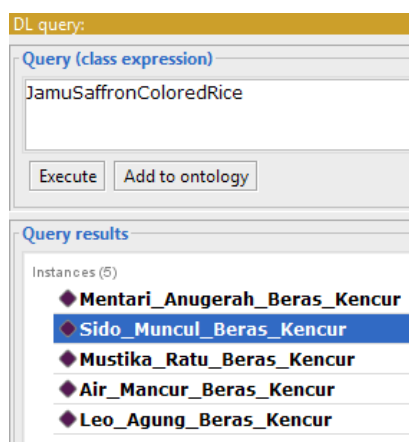 DL query:
Query (class expression)
JamuSaffronColoredRice
Execute Add to ontology
Query results
Instances (5)
Mentari_Anugerah_Beras_Kencur
Sido_Muncul_Beras_Kencur
Mustika_Ratu_Beras_Kencur
Air_Mancur_Beras_Kencur
Leo_Agung_Beras_Kencur